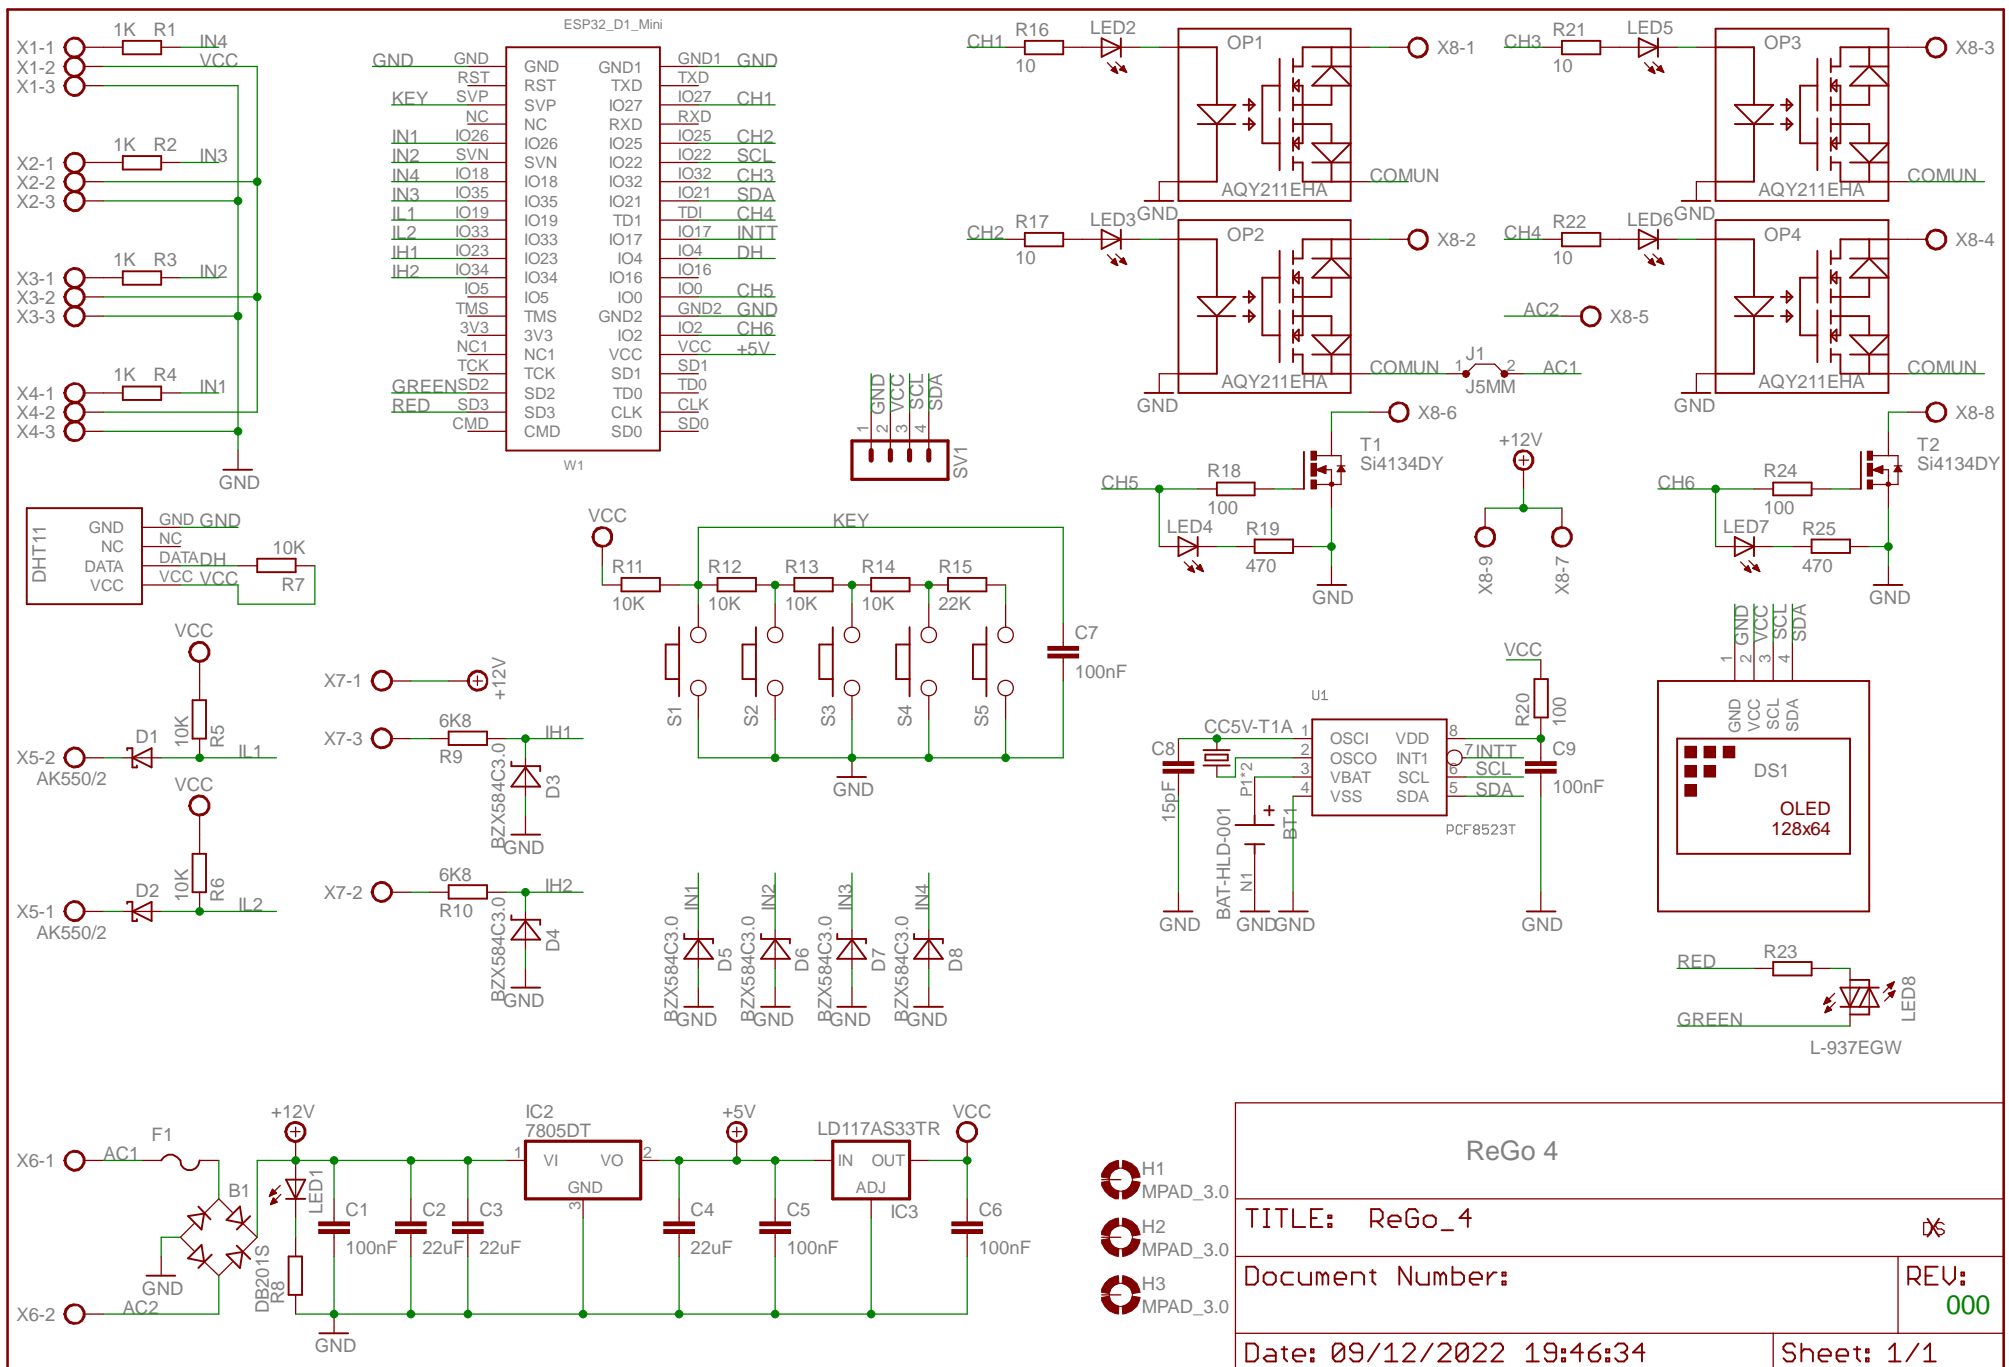 1K R1 IN4
X1-1
X1-2 VCC
X1-3
1K R2 IN3
X2-1
X2-2
X2-3
1K R3 IN2
X3-1
X3-2
X3-3
1K R4 IN1
X4-1
X4-2
X4-3
GND
ESP32_D1_Mini
GND GND GND GND1 GND1 GND
RST RST TXD TXD
KEY SVP SVP IO27 IO27 CH1
NC NC RXD RXD
IN1 IO26 IO26 IO25 IO25 CH2
IN2 SVN SVN IO22 IO22 SCL
IN4 IO18 IO18 IO32 IO32 CH3
IN3 IO35 IO35 IO21 IO21 SDA
IL1 IO19 IO19 TD1 TDI CH4
IL2 IO33 IO33 IO17 IO17 INTT
IH1 IO23 IO23 IO4 IO4 DH
IH2 IO34 IO34 IO16 IO16
IO5 IO5 IO0 IO0 CH5
TMS TMS GND2 GND2 GND
3V3 3V3 IO2 IO2 CH6
NC1 NC1 VCC VCC +5V
TCK TCK SD1 SD1
GREEN SD2 SD2 TD0 TD0
RED SD3 SD3 CLK CLK
CMD CMD SD0 SD0
W1
GND VCC SCL SDA
1 2 3 4
SV1
CH1 R16 10 LED2 OP1 X8-1
COMUN
AQY211EHA
GND
CH3 R21 10 LED5 OP3 X8-3
COMUN
AQY211EHA
GND
CH2 R17 10 LED3 OP2 X8-2
COMUN 1 J1 2 AC1
J5MM
AQY211EHA
GND
CH4 R22 10 LED6 OP4 X8-4
AC2 X8-5
COMUN
AQY211EHA
GND
X8-6
T1
Si4134DY
CH5 R18
100
LED4 R19
470
GND
+12V
X8-9 X8-7
X8-8
T2
Si4134DY
CH6 R24
100
LED7 R25
470
GND
DHT11
GND GND GND
NC NC
DATA DATA DH 10K
VCC VCC VCC R7
VCC
KEY
R11 R12 R13 R14 R15
10K 10K 10K 10K 22K
C7
100nF
S1 S2 S3 S4 S5
GND
VCC
10K R5
D1
X5-2 IL1
AK550/2
VCC
10K R6
D2
X5-1 IL2
AK550/2
X7-1 +12V
6K8
X7-3 IH1
R9
BZX584C3.0 D3
GND
6K8
X7-2 IH2
R10
BZX584C3.0 D4
GND
IN1 IN2 IN3 IN4
BZX584C3.0 D5 BZX584C3.0 D6 BZX584C3.0 D7 BZX584C3.0 D8
GND GND GND GND
VCC
R20 100
U1
CC5V-T1A 1 OSCI VDD 8
2 OSCO INT1 7 INTT
3 VBAT SCL 6 SCL
4 VSS SDA 5 SDA
PCF8523T
C8 15pF
C9
100nF
P1*2
+
BAT-HLD-001 BT1
N1
GND GND GND GND
GND VCC SCL SDA
1 2 3 4
GND VCC SCL SDA
DS1
OLED
128x64
RED R23
GREEN
LED8
L-937EGW
+12V
F1
X6-1 AC1
B1
DB201S
GND
X6-2 AC2
LED1
R8
C1
100nF
C2
22uF
C3
22uF
IC2
7805DT
1 VI VO 2
GND
3
+5V
C4
22uF
C5
100nF
LD117AS33TR
IN OUT
ADJ
IC3
VCC
C6
100nF
GND
H1
MPAD_3.0
H2
MPAD_3.0
H3
MPAD_3.0
ReGo 4
TITLE: ReGo_4
Document Number:
REV:
000
Date: 09/12/2022 19:46:34
Sheet: 1/1